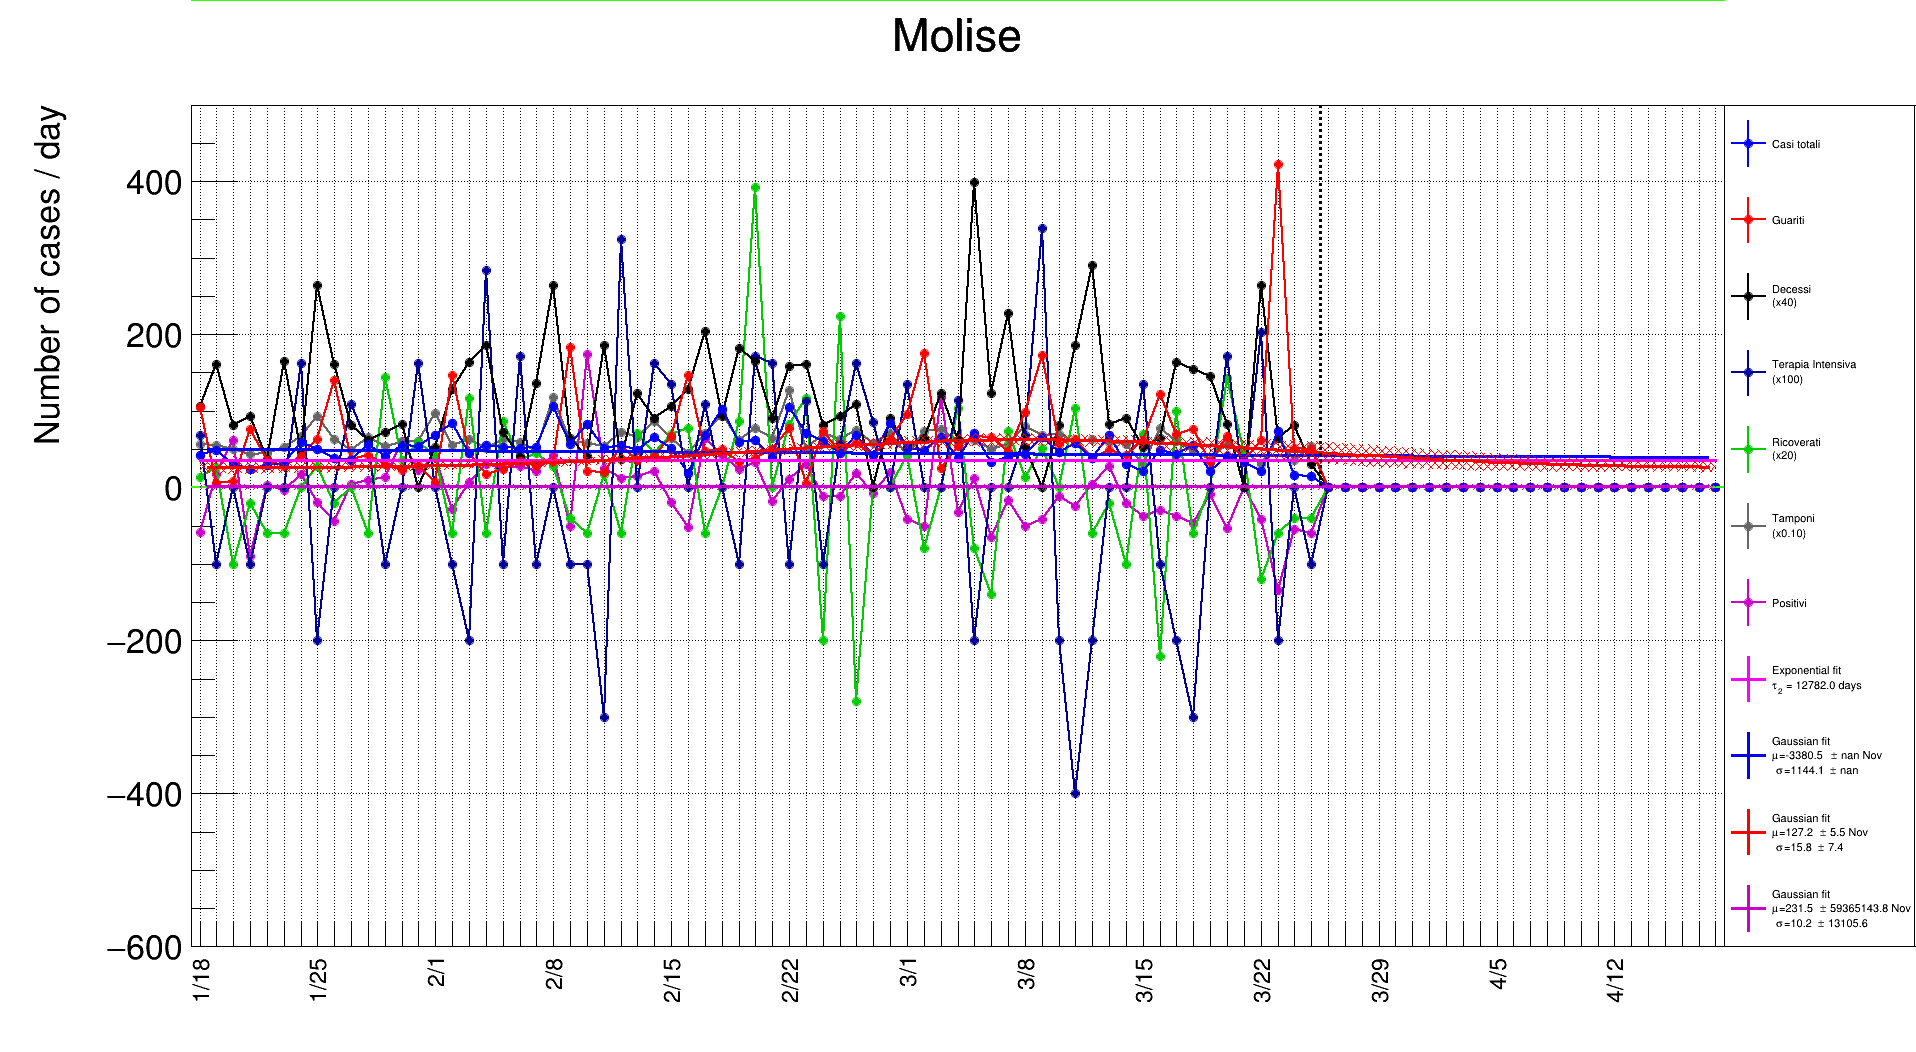 Molise
Number of cases / day
400
200
0
−200
−400
−600
1/18
1/25
2/1
2/8
2/15
2/22
3/1
3/8
3/15
3/22
3/29
4/5
4/12
Casi totali
Guariti
Decessi
(x40)
Terapia Intensiva
(x100)
Ricoverati
(x20)
Tamponi
(x0.10)
Positivi
Exponential fit
τ2 = 12782.0 days
Gaussian fit
μ=-3380.5 ± nan Nov
σ=1144.1 ± nan
Gaussian fit
μ=127.2 ± 5.5 Nov
σ=15.8 ± 7.4
Gaussian fit
μ=231.5 ± 59365143.8 Nov
σ=10.2 ± 13105.6